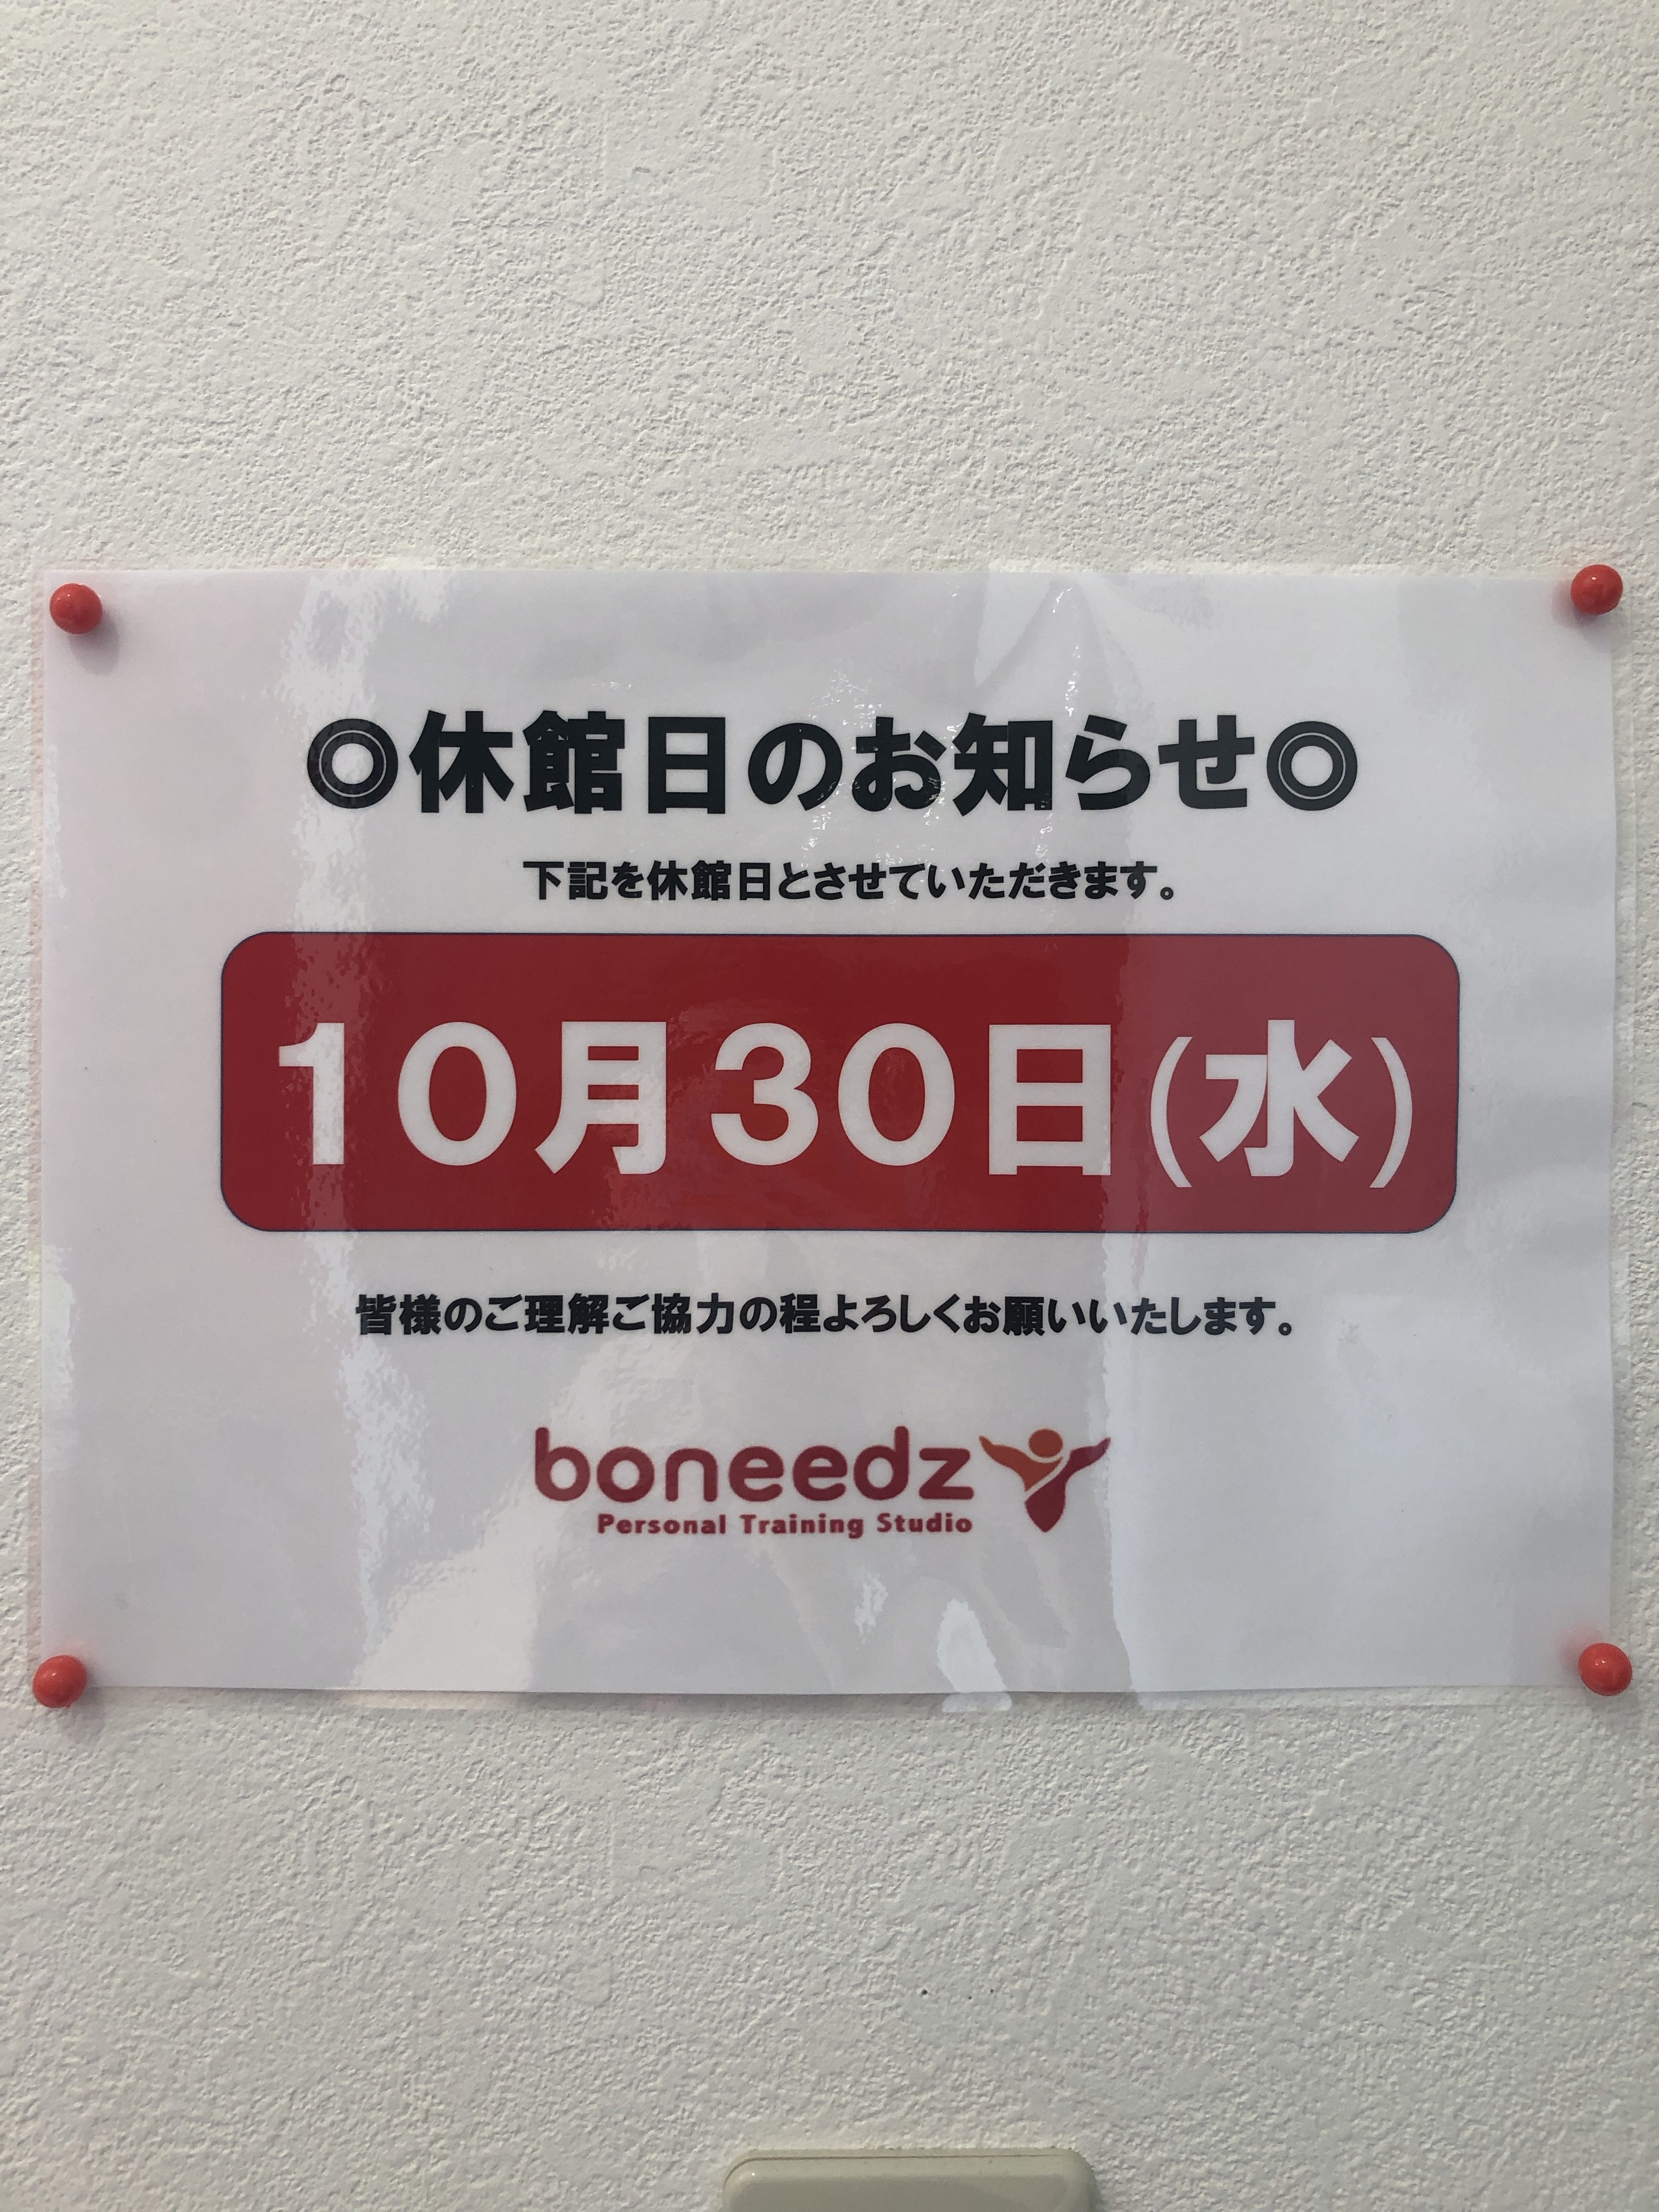 ◎休館日のお知らせ◎
下記を休館日とさせていただきます。
10月30日(水)
皆様のご理解ご協力の程よろしくお願いいたします。
boneedz
Personal Training Studio